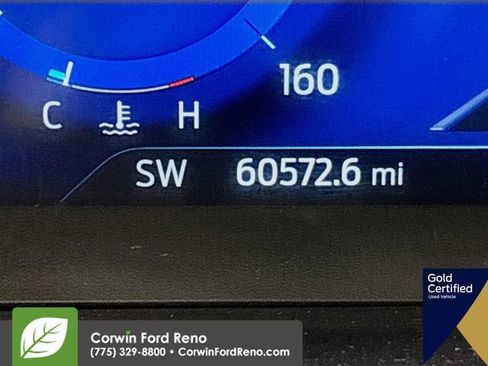 160
C H
SW 60572.6 mi
Gold
Certified
Used Vehicle
Corwin Ford Reno
(775) 329-8800 • CorwinFordReno.com